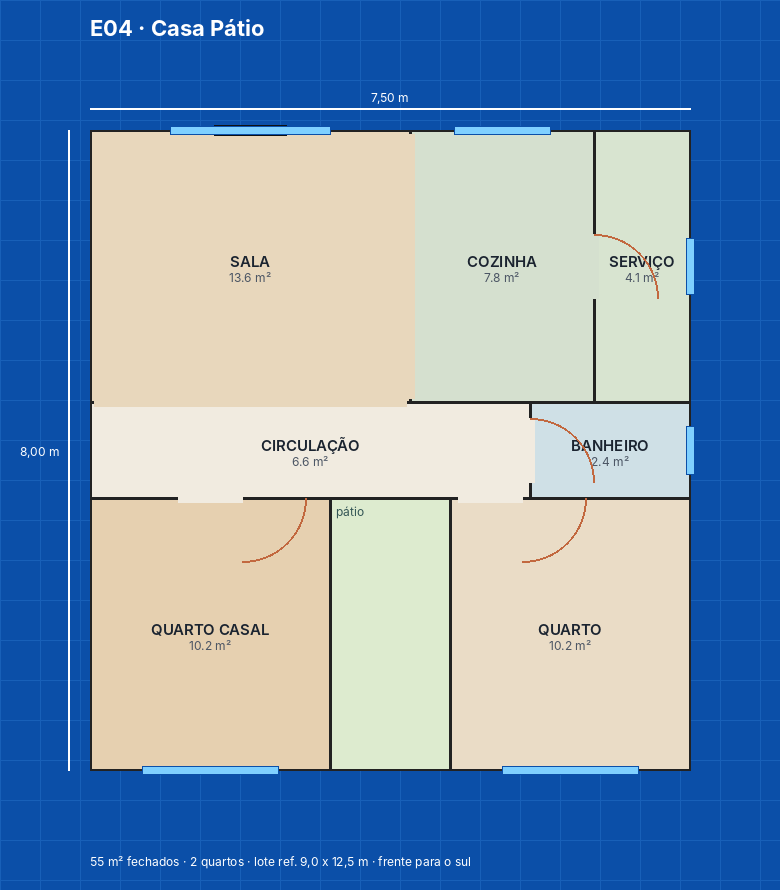 E04 · Casa Pátio
7,50 m
SALA
13.6 m²
COZINHA
7.8 m²
SERVIÇO
4.1 m²
8,00 m
CIRCULAÇÃO
6.6 m²
BANHEIRO
2.4 m²
pátio
QUARTO CASAL
10.2 m²
QUARTO
10.2 m²
55 m² fechados · 2 quartos · lote ref. 9,0 x 12,5 m · frente para o sul